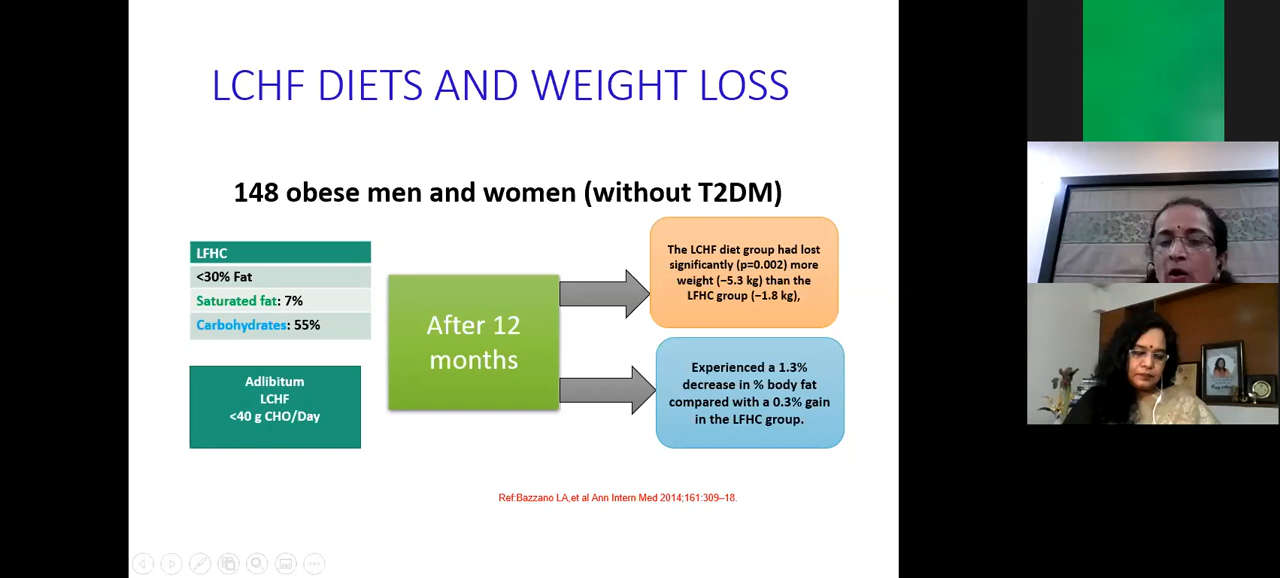 LCHF DIETS AND WEIGHT LOSS
148 obese men and women (without T2DM)
LFHC
<30% Fat
Saturated fat: 7%
Carbohydrates: 55%
Adlibitum
LCHF
<40 g CHO/Day
After 12
months
The LCHF diet group had lost
significantly (p=0.002) more
weight (−5.3 kg) than the
LFHC group (−1.8 kg),
Experienced a 1.3%
decrease in % body fat
compared with a 0.3% gain
in the LFHC group.
Ref:Bazzano LA,et al Ann Intern Med 2014;161:309–18.